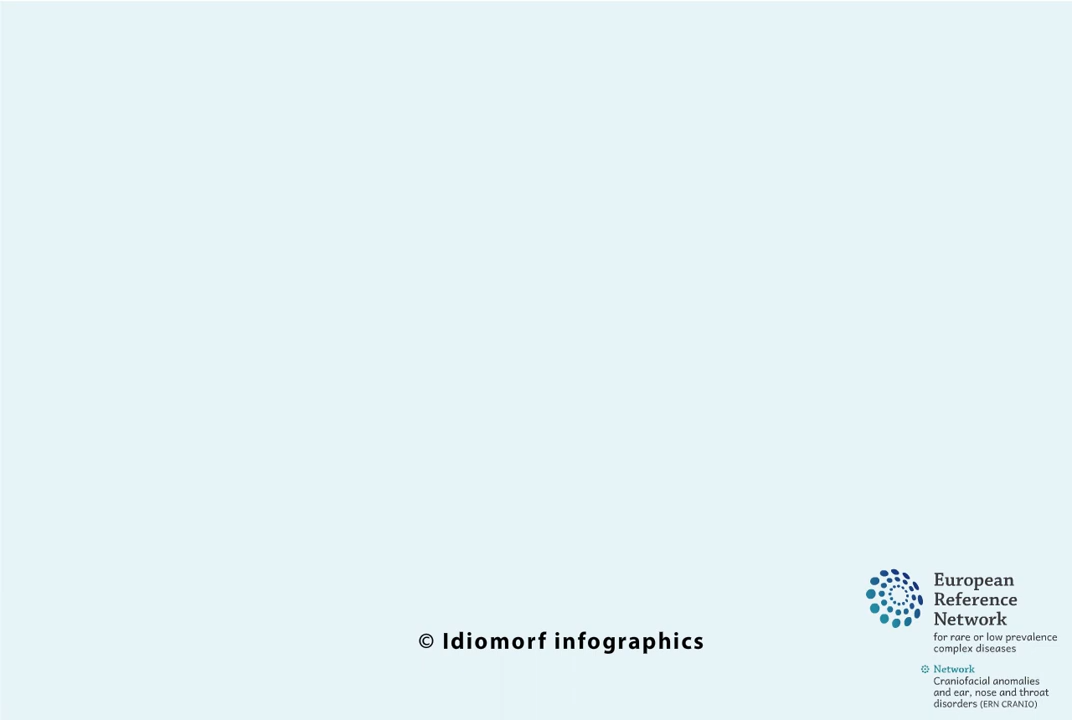 © Idiomorf infographics
European
Reference
Network
for rare or low prevalence
complex diseases
Network
Craniofacial anomalies
and ear, nose and throat
disorders (ERN CRANIO)